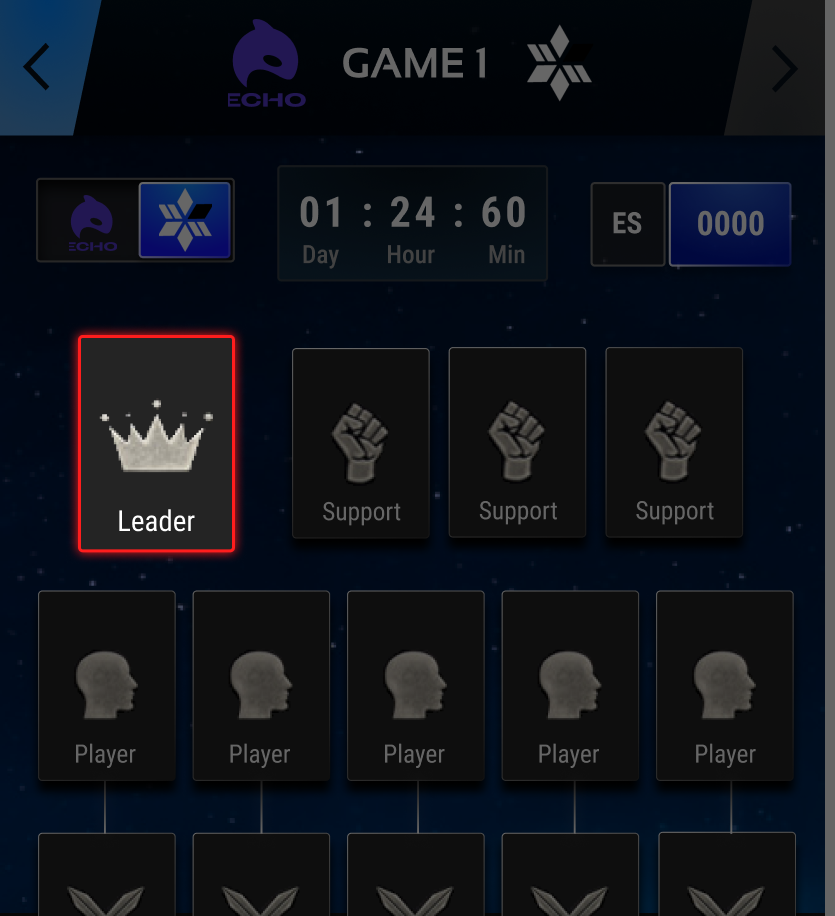 ECHO
GAME 1
ECHO
01 : 24 : 60
Day Hour Min
ES 0000
Leader
Support Support Support
Player Player Player Player Player